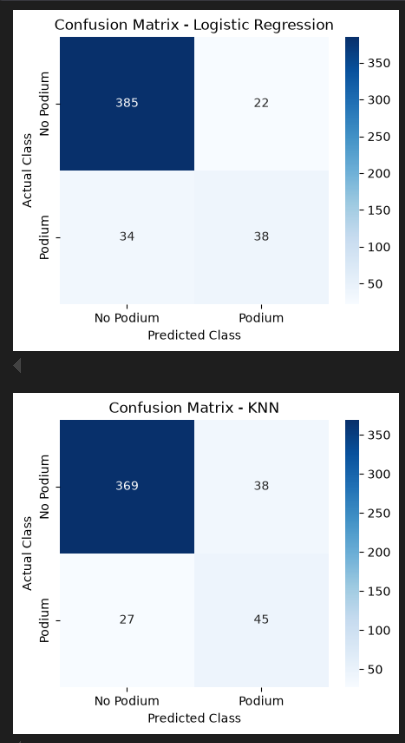 Confusion Matrix - Logistic Regression
Actual Class
No Podium
Podium
385
22
34
38
No Podium
Podium
Predicted Class
350
300
250
200
150
100
50
Confusion Matrix - KNN
Actual Class
No Podium
Podium
369
38
27
45
No Podium
Podium
Predicted Class
350
300
250
200
150
100
50